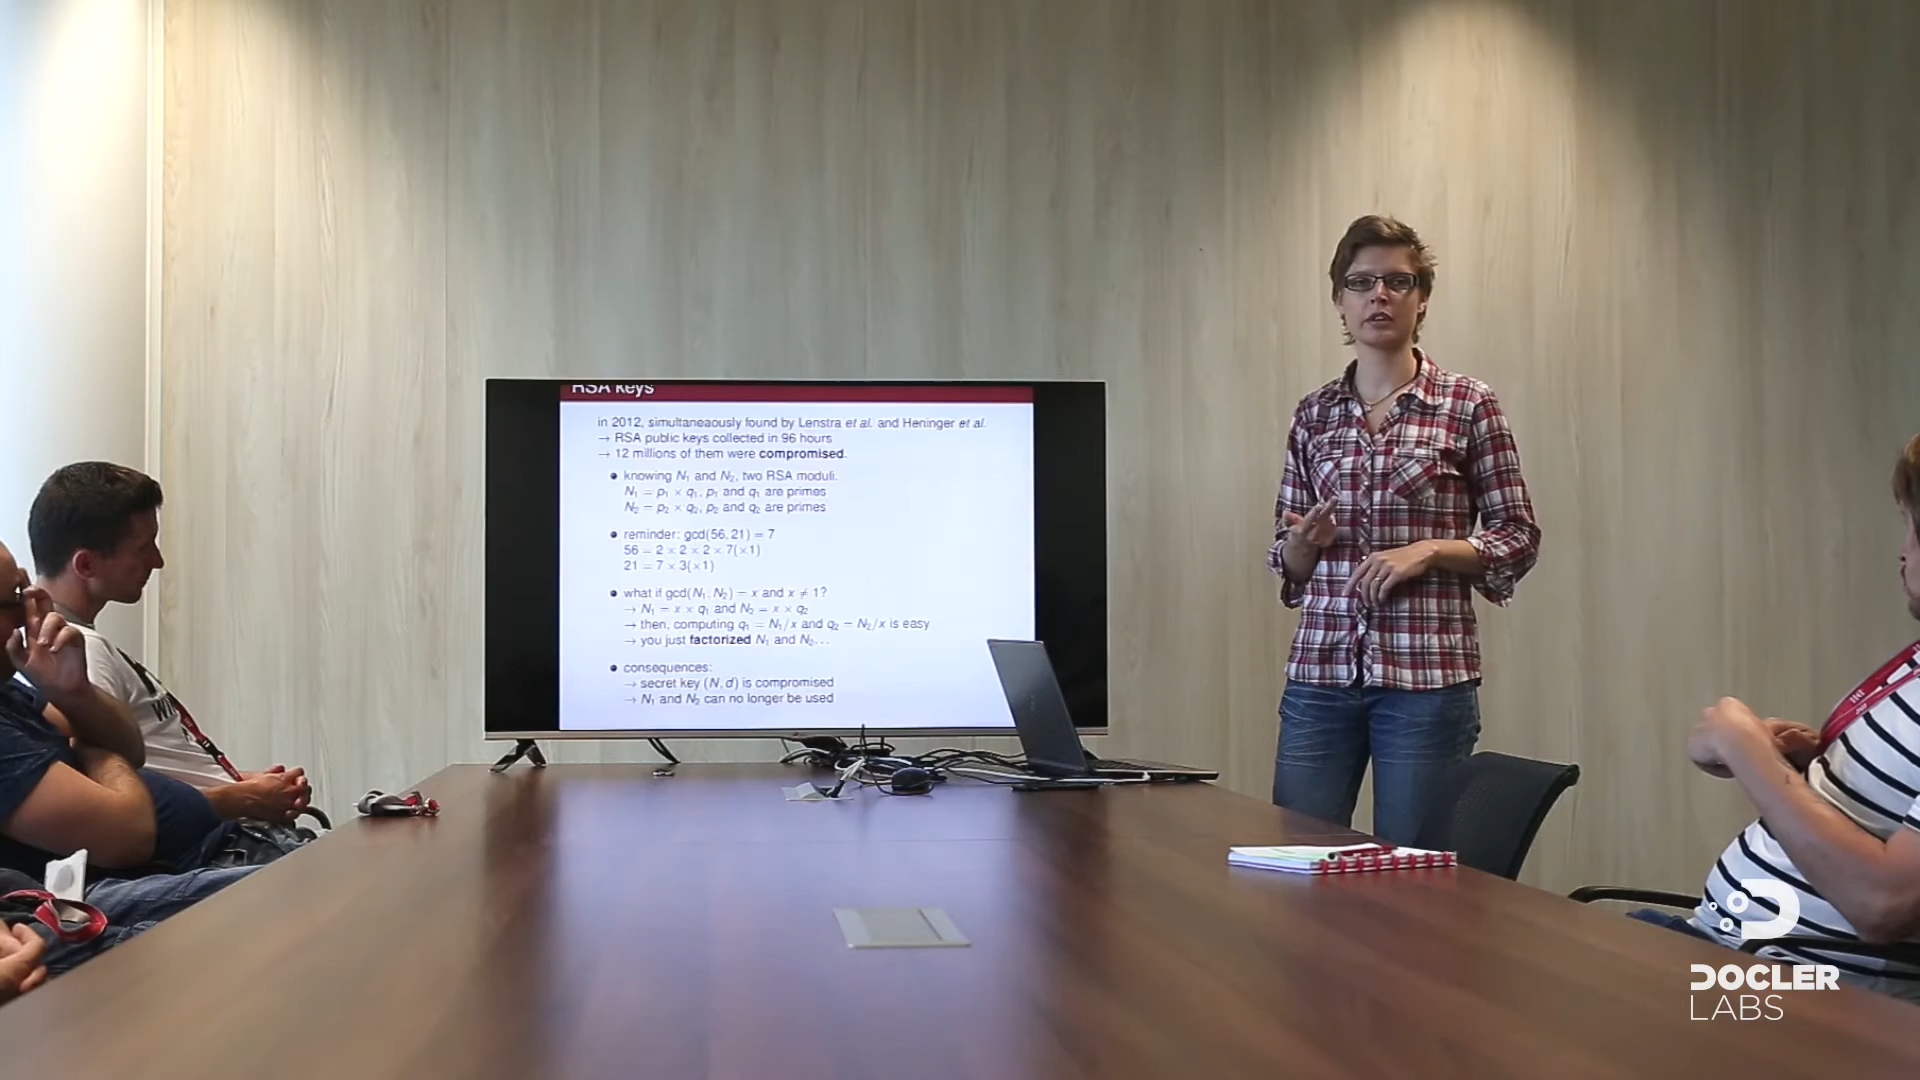 RSA keys
in 2012, simultaneaously found by Lenstra et al. and Heninger et al.
→ RSA public keys collected in 96 hours
→ 12 millions of them were compromised.
• knowing N₁ and N₂, two RSA moduli.
N₁ = p₁ × q₁, p₁ and q₁ are primes
N₂ = p₂ × q₂, p₂ and q₂ are primes
• reminder: gcd(56, 21) = 7
56 = 2 × 2 × 2 × 7(×1)
21 = 7 × 3(×1)
• what if gcd(N₁, N₂) = x and x ≠ 1?
→ N₁ = x × q₁ and N₂ = x × q₂
→ then, computing q₁ = N₁/x and q₂ = N₂/x is easy
→ you just factorized N₁ and N₂...
• consequences:
→ secret key (N, d) is compromised
→ N₁ and N₂ can no longer be used
DOCLER
LABS